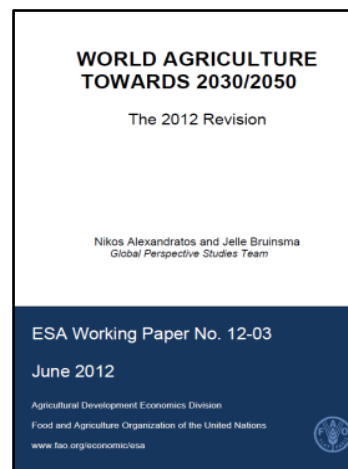 WORLD AGRICULTURE
TOWARDS 2030/2050
The 2012 Revision
Nikos Alexandratos and Jelle Bruinsma
Global Perspective Studies Team
ESA Working Paper No. 12-03
June 2012
Agricultural Development Economics Division
Food and Agriculture Organization of the United Nations
www.fao.org/economic/esa